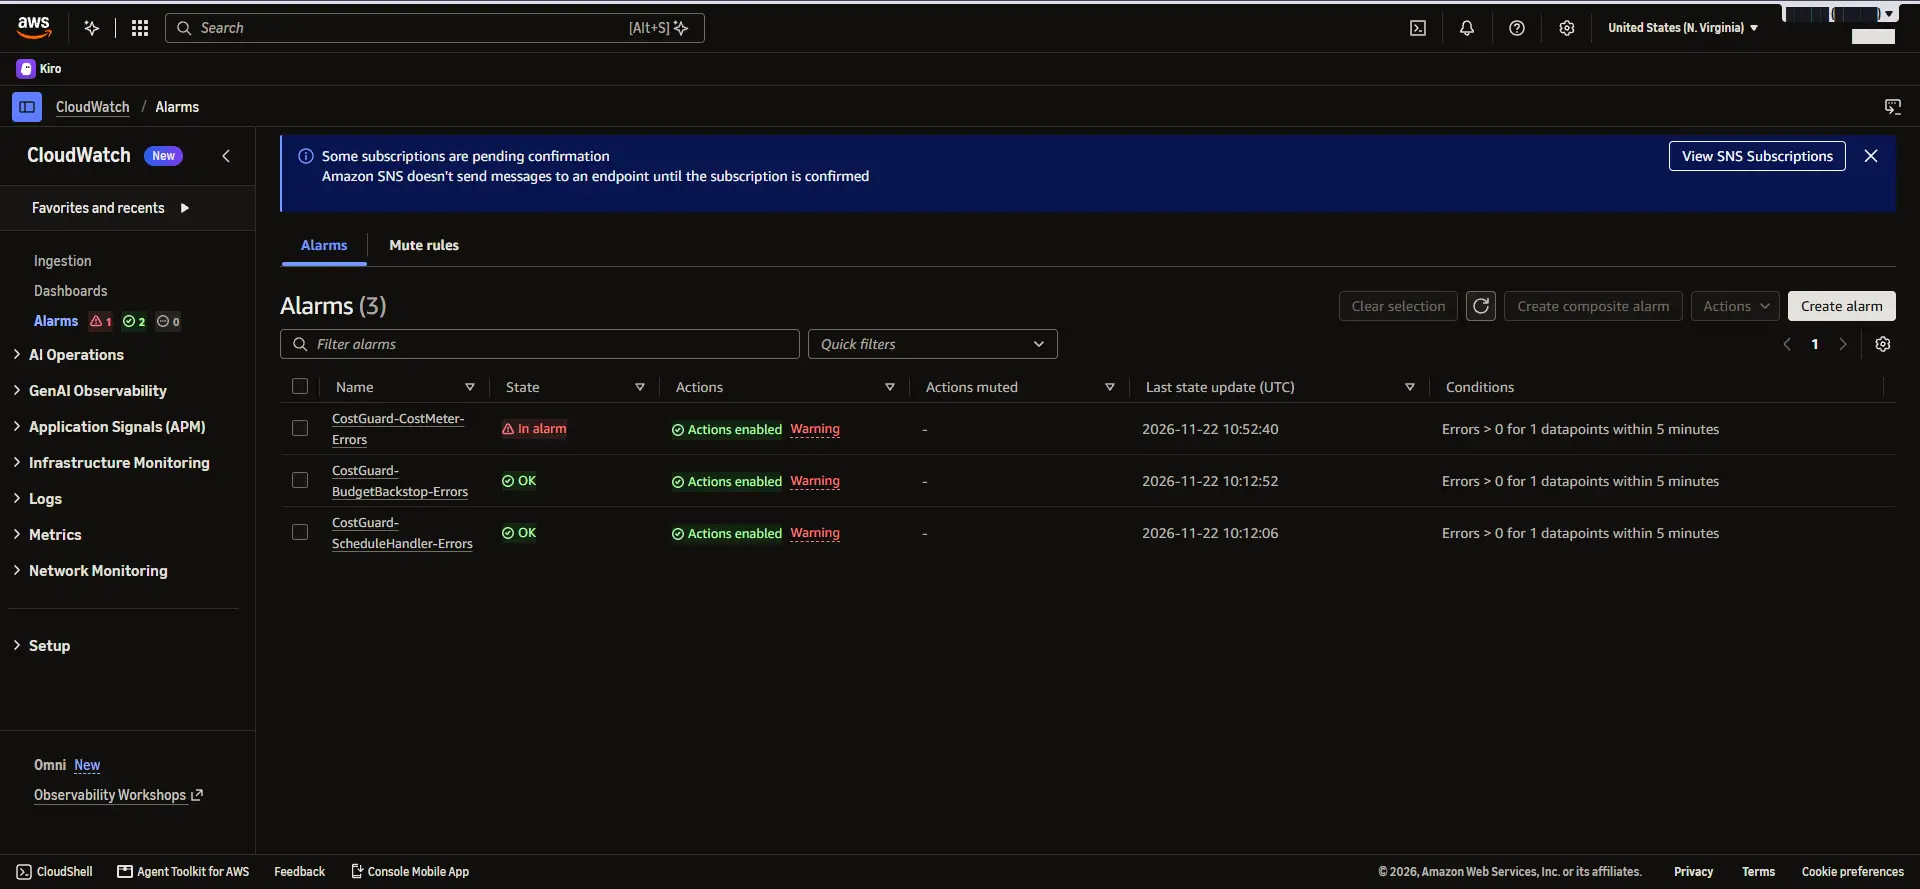 aws
Search [Alt+S]
United States (N. Virginia)
Kiro
CloudWatch / Alarms
CloudWatch New
Favorites and recents
Ingestion
Dashboards
Alarms 1 2 0
AI Operations
GenAI Observability
Application Signals (APM)
Infrastructure Monitoring
Logs
Metrics
Network Monitoring
Setup
Omni New
Observability Workshops
Some subscriptions are pending confirmation
Amazon SNS doesn't send messages to an endpoint until the subscription is confirmed
View SNS Subscriptions
Alarms Mute rules
Alarms (3)
Clear selection Create composite alarm Actions Create alarm
Filter alarms Quick filters 1
Name State Actions Actions muted Last state update (UTC) Conditions
CostGuard-CostMeter-
Errors
In alarm Actions enabled Warning - 2026-11-22 10:52:40 Errors > 0 for 1 datapoints within 5 minutes
CostGuard-
BudgetBackstop-Errors
OK Actions enabled Warning - 2026-11-22 10:12:52 Errors > 0 for 1 datapoints within 5 minutes
CostGuard-
ScheduleHandler-Errors
OK Actions enabled Warning - 2026-11-22 10:12:06 Errors > 0 for 1 datapoints within 5 minutes
CloudShell Agent Toolkit for AWS Feedback Console Mobile App
© 2026, Amazon Web Services, Inc. or its affiliates. Privacy Terms Cookie preferences